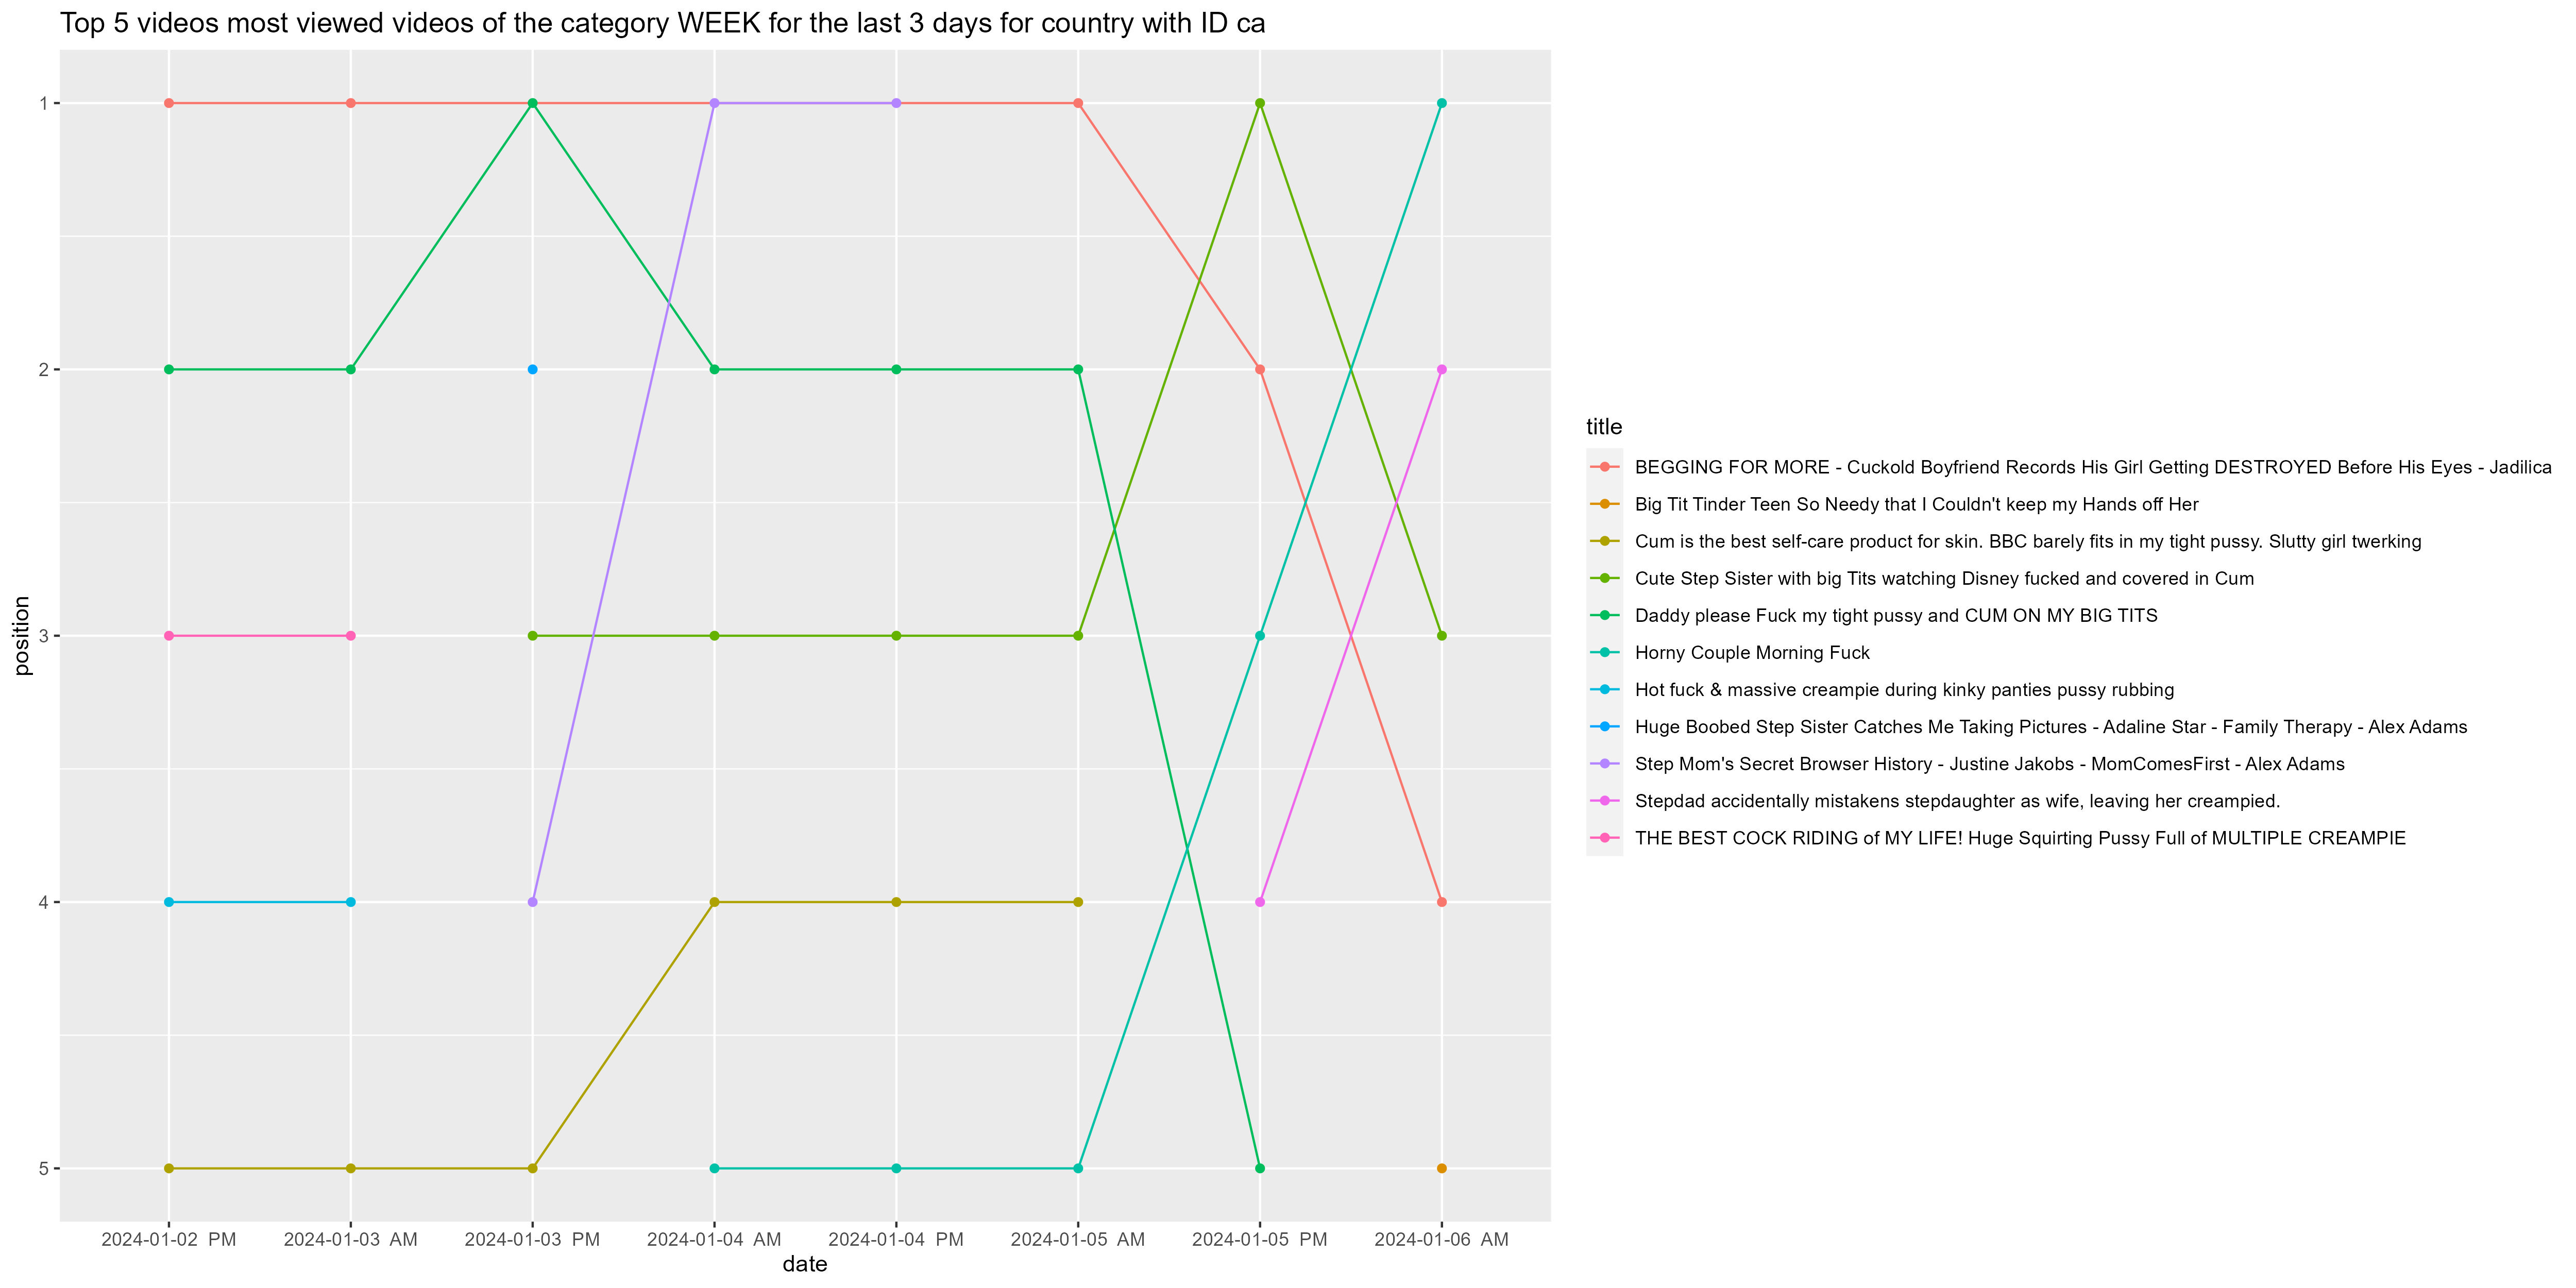 Top 5 videos most viewed videos of the category WEEK for the last 3 days for country with ID ca
position
1
2
3
4
5
2024-01-02 PM
2024-01-03 AM
2024-01-03 PM
2024-01-04 AM
2024-01-04 PM
2024-01-05 AM
2024-01-05 PM
2024-01-06 AM
date
title
BEGGING FOR MORE - Cuckold Boyfriend Records His Girl Getting DESTROYED Before His Eyes - Jadilica
Big Tit Tinder Teen So Needy that I Couldn't keep my Hands off Her
Cum is the best self-care product for skin. BBC barely fits in my tight pussy. Slutty girl twerking
Cute Step Sister with big Tits watching Disney fucked and covered in Cum
Daddy please Fuck my tight pussy and CUM ON MY BIG TITS
Horny Couple Morning Fuck
Hot fuck & massive creampie during kinky panties pussy rubbing
Huge Boobed Step Sister Catches Me Taking Pictures - Adaline Star - Family Therapy - Alex Adams
Step Mom's Secret Browser History - Justine Jakobs - MomComesFirst - Alex Adams
Stepdad accidentally mistakens stepdaughter as wife, leaving her creampied.
THE BEST COCK RIDING of MY LIFE! Huge Squirting Pussy Full of MULTIPLE CREAMPIE